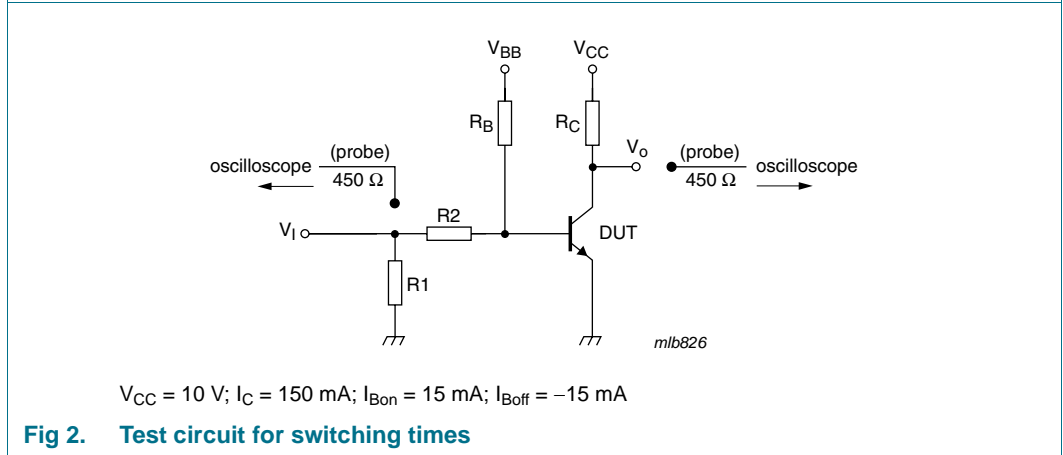 V_BB V_CC
R_B R_C
oscilloscope (probe) 450 Ω
V_o (probe) 450 Ω oscilloscope
V_I R2 DUT
R1
mlb826
V_CC = 10 V; I_C = 150 mA; I_Bon = 15 mA; I_Boff = −15 mA
Fig 2. Test circuit for switching times